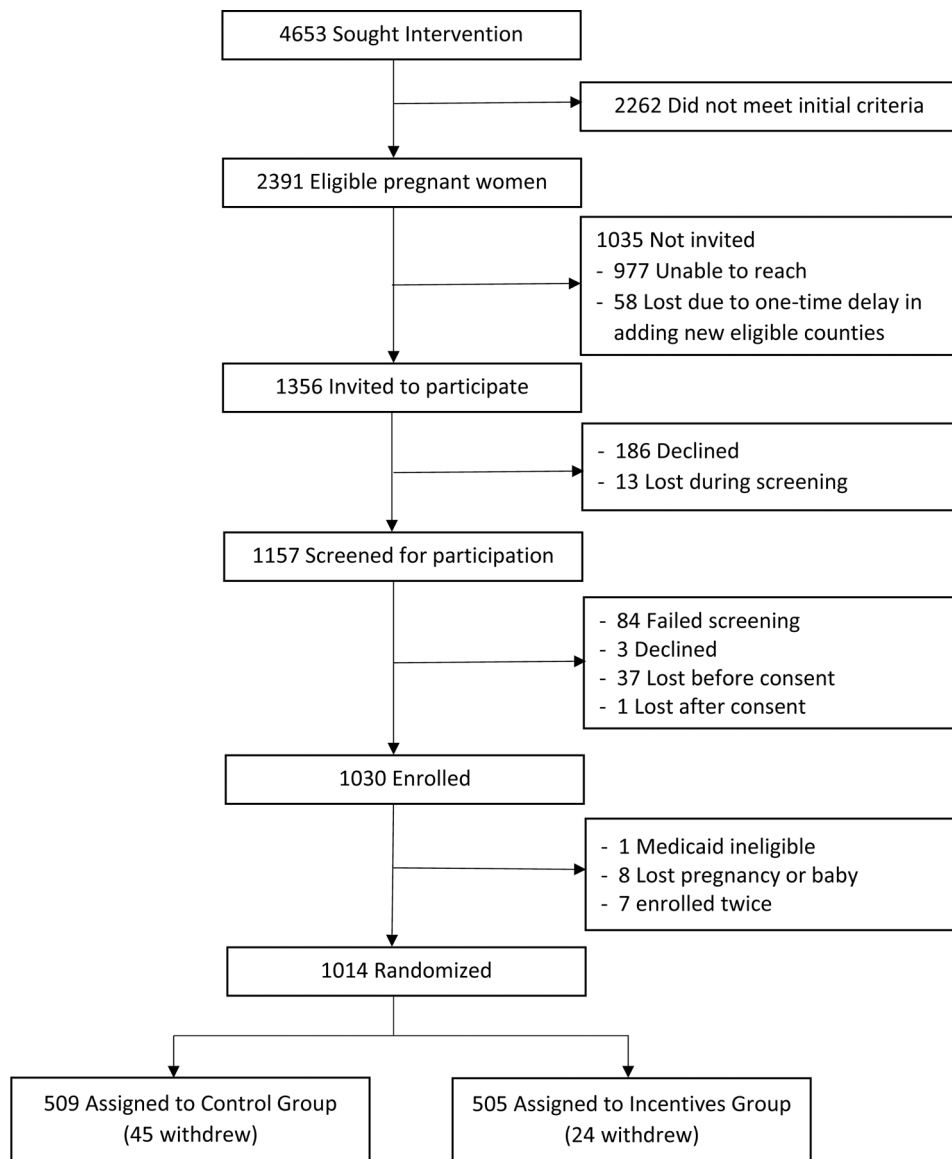 4653 Sought Intervention
2262 Did not meet initial criteria
2391 Eligible pregnant women
1035 Not invited
- 977 Unable to reach
- 58 Lost due to one-time delay in
adding new eligible counties
1356 Invited to participate
- 186 Declined
- 13 Lost during screening
1157 Screened for participation
- 84 Failed screening
- 3 Declined
- 37 Lost before consent
- 1 Lost after consent
1030 Enrolled
- 1 Medicaid ineligible
- 8 Lost pregnancy or baby
- 7 enrolled twice
1014 Randomized
509 Assigned to Control Group
(45 withdrew)
505 Assigned to Incentives Group
(24 withdrew)